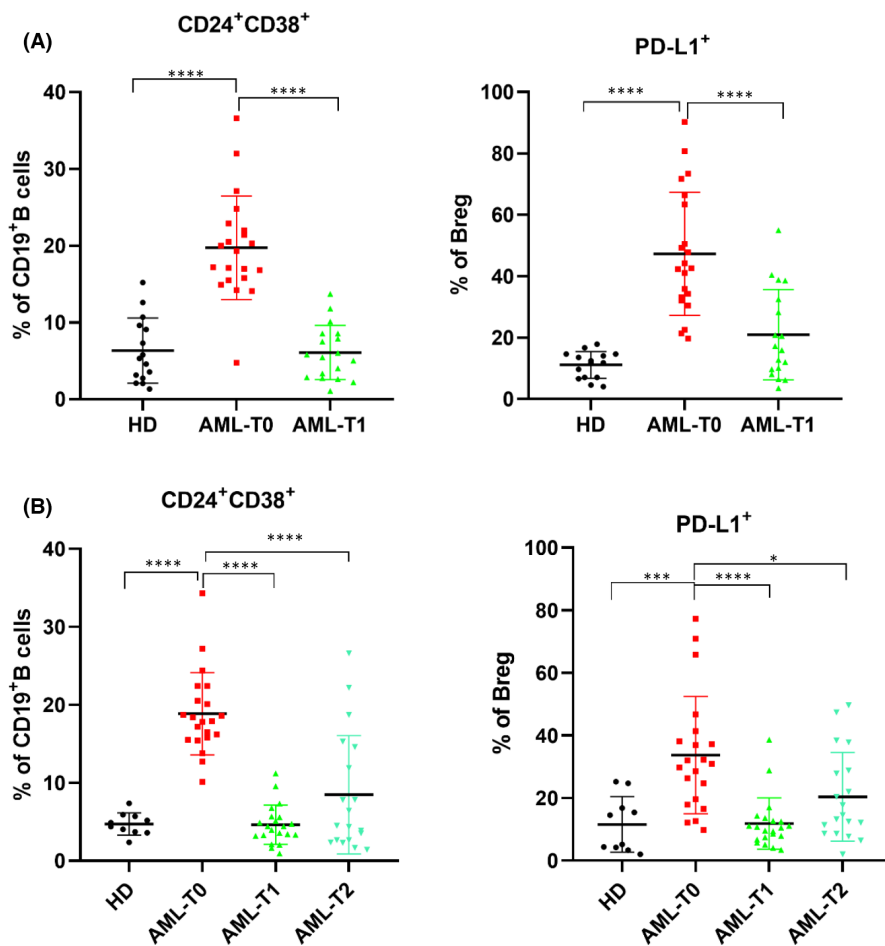 (A)
CD24⁺CD38⁺
% of CD19⁺B cells
40
30
20
10
0
****
****
HD
AML-T0
AML-T1
PD-L1⁺
% of Breg
100
80
60
40
20
0
****
****
HD
AML-T0
AML-T1
(B)
CD24⁺CD38⁺
% of CD19⁺B cells
40
30
20
10
0
****
****
****
HD
AML-T0
AML-T1
AML-T2
PD-L1⁺
% of Breg
100
80
60
40
20
0
***
****
*
HD
AML-T0
AML-T1
AML-T2